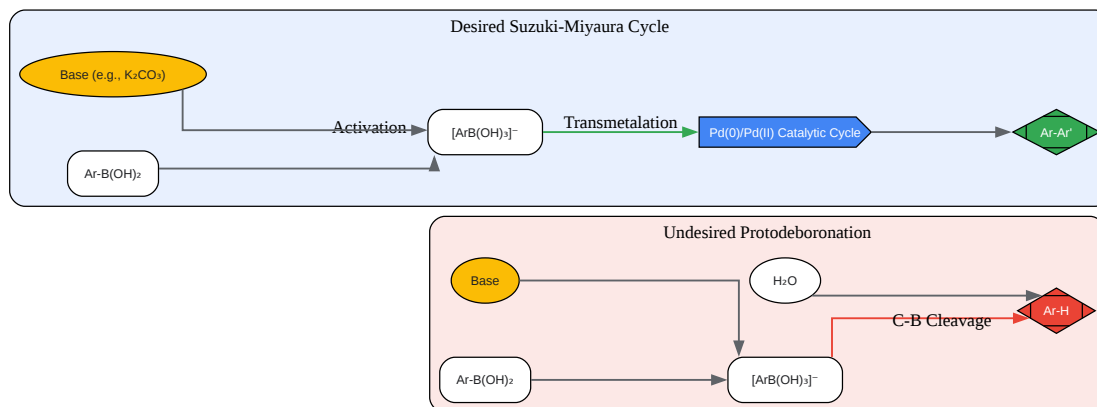 Desired Suzuki-Miyaura Cycle
Base (e.g., K₂CO₃)
Activation
[ArB(OH)₃]⁻
Transmetalation
Pd(0)/Pd(II) Catalytic Cycle
Ar-Ar'
Ar-B(OH)₂
Undesired Protodeboronation
Base
H₂O
Ar-H
C-B Cleavage
Ar-B(OH)₂
[ArB(OH)₃]⁻